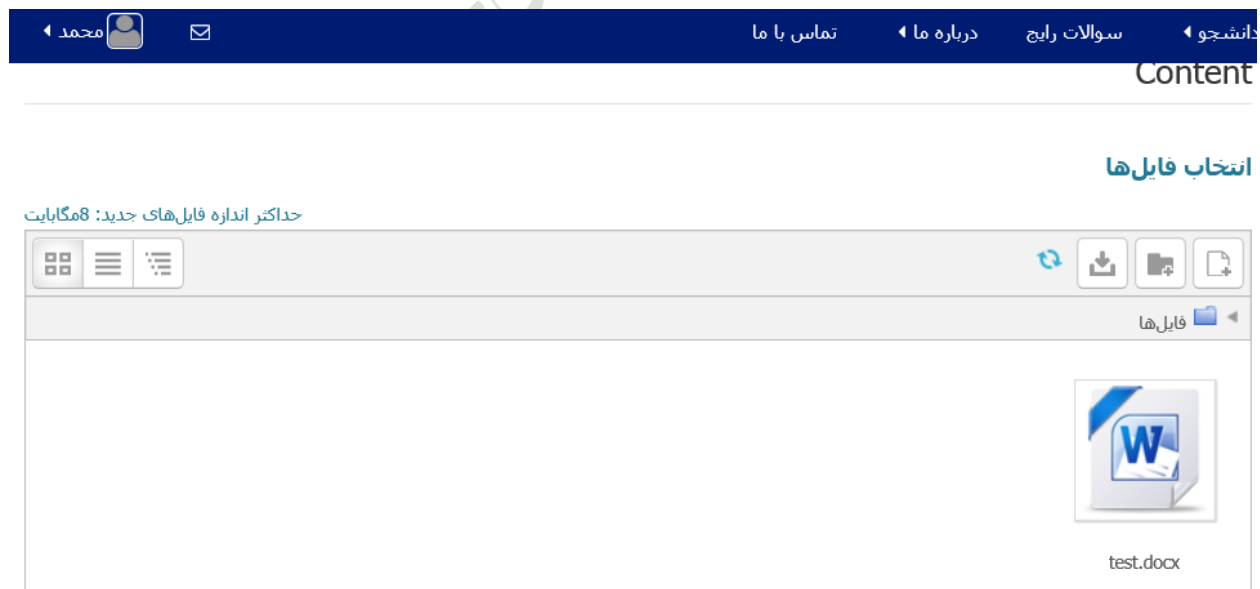 دانشجو سوالات رایج درباره ما تماس با ما محمد
Content
انتخاب فایل‌ها
حداکثر اندازه فایل‌های جدید: 8مگابایت
فایل‌ها
test.docx